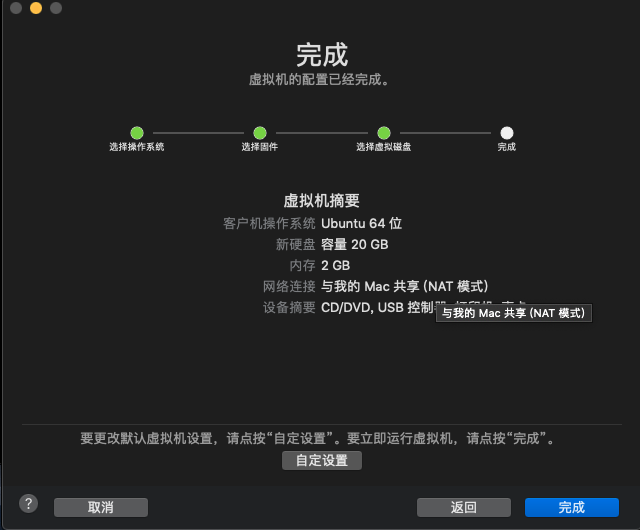 完成
虚拟机的配置已经完成。
选择操作系统 选择固件 选择虚拟磁盘 完成
虚拟机摘要
客户机操作系统 Ubuntu 64 位
新硬盘 容量 20 GB
内存 2 GB
网络连接 与我的 Mac 共享 (NAT 模式)
设备摘要 CD/DVD, USB 控制
与我的 Mac 共享 (NAT 模式)
要更改默认虚拟机设置，请点按“自定设置”。要立即运行虚拟机，请点按“完成”。
自定设置
? 取消 返回 完成